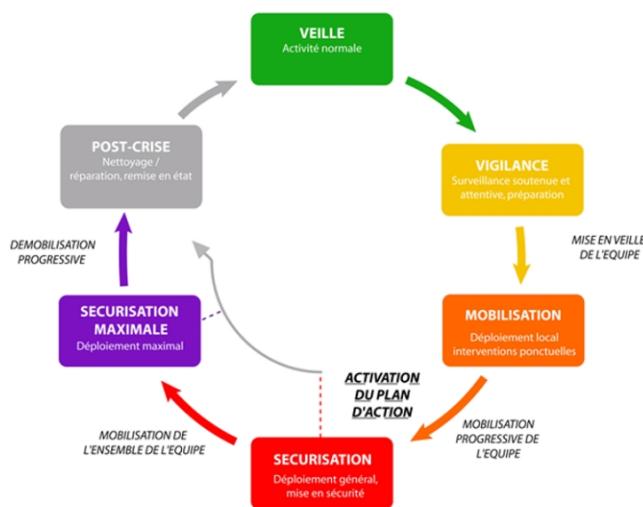 VEILLE
Activité normale
VIGILANCE
Surveillance soutenue et
attentive, préparation
MISE EN VEILLE
DE L'EQUIPE
MOBILISATION
Déploiement local
interventions ponctuelles
MOBILISATION
PROGRESSIVE DE
L'EQUIPE
ACTIVATION
DU PLAN
D'ACTION
SECURISATION
Déploiement général,
mise en sécurité
MOBILISATION DE
L'ENSEMBLE DE L'EQUIPE
SECURISATION
MAXIMALE
Déploiement maximal
DEMOBILISATION
PROGRESSIVE
POST-CRISE
Nettoyage /
réparation, remise en état